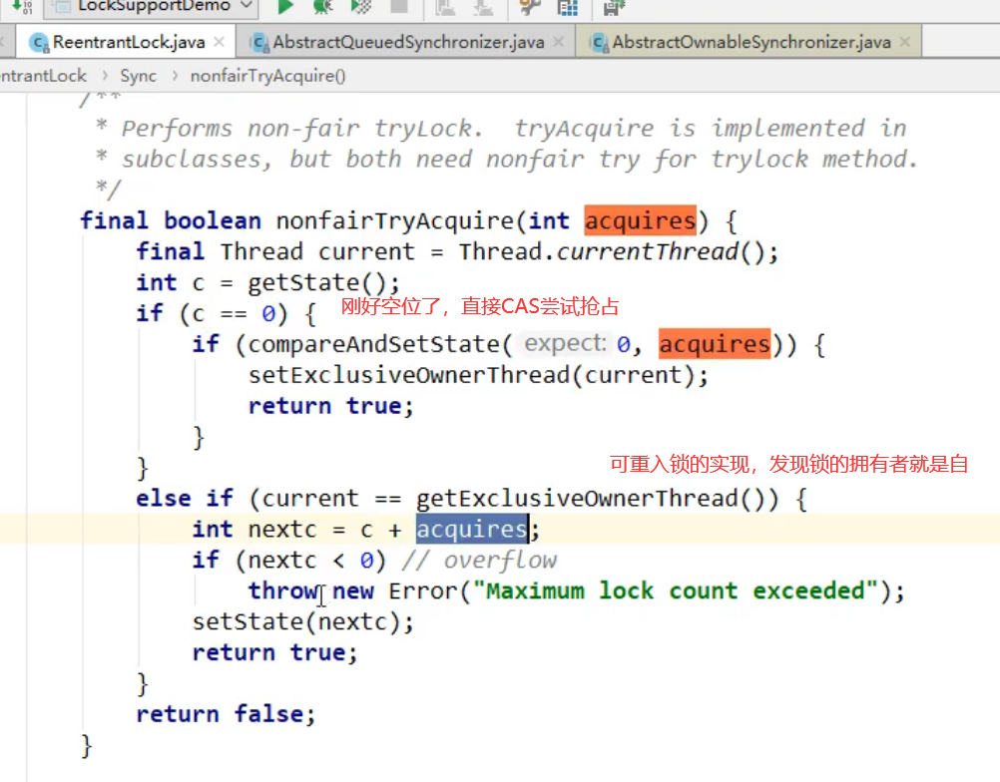 LockSupportDemo
ReentrantLock.java AbstractQueuedSynchronizer.java AbstractOwnableSynchronizer.java
entrantLock Sync nonfairTryAcquire()
/**
* Performs non-fair tryLock.  tryAcquire is implemented in
* subclasses, but both need nonfair try for trylock method.
*/
final boolean nonfairTryAcquire(int acquires) {
final Thread current = Thread.currentThread();
int c = getState();
刚好空位了，直接CAS尝试抢占
if (c == 0) {
if (compareAndSetState( expect: 0, acquires)) {
setExclusiveOwnerThread(current);
return true;
}
}
可重入锁的实现，发现锁的拥有者就是自
else if (current == getExclusiveOwnerThread()) {
int nextc = c + acquires;
if (nextc < 0) // overflow
throw new Error("Maximum lock count exceeded");
setState(nextc);
return true;
}
return false;
}